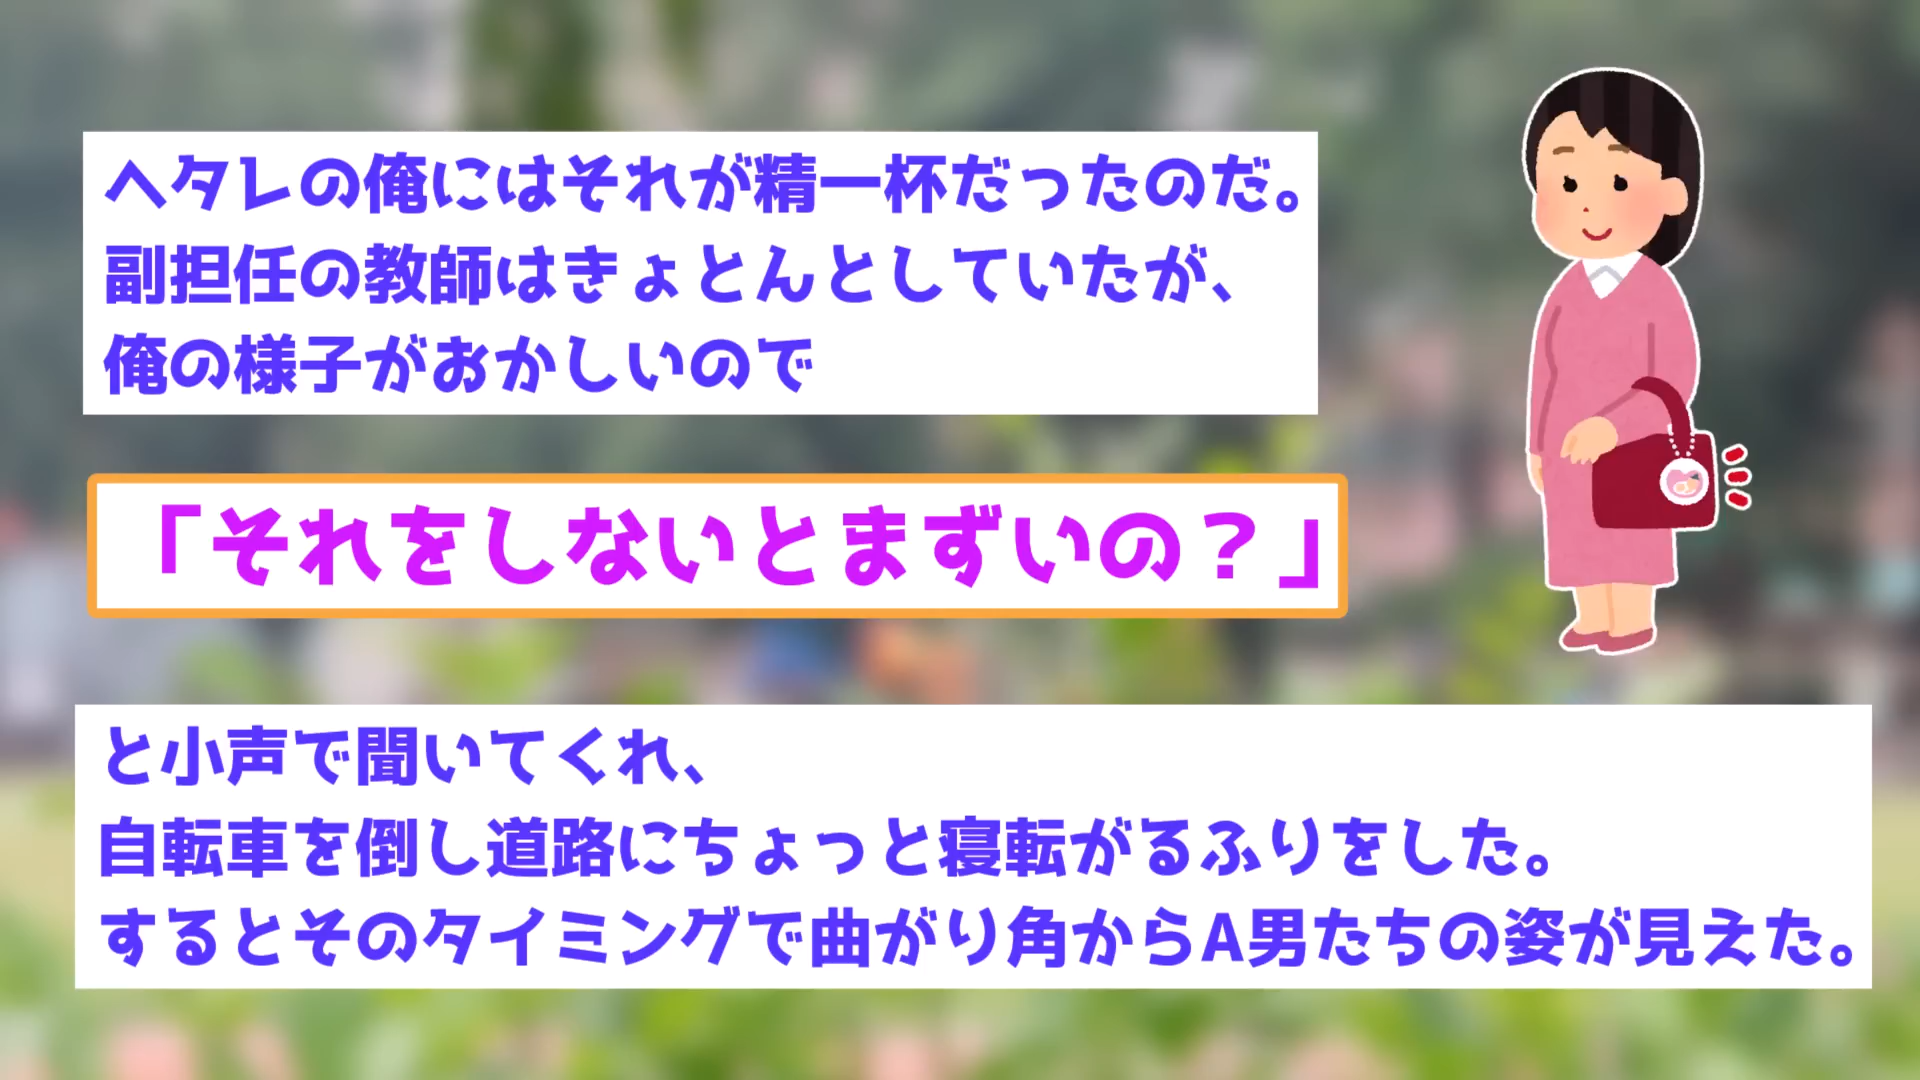 ヘタレの俺にはそれが精一杯だったのだ。
副担任の教師はきょとんとしていたが、
俺の様子がおかしいので
「それをしないとまずいの？」
と小声で聞いてくれ、
自転車を倒し道路にちょっと寝転がるふりをした。
するとそのタイミングで曲がり角からA男たちの姿が見えた。